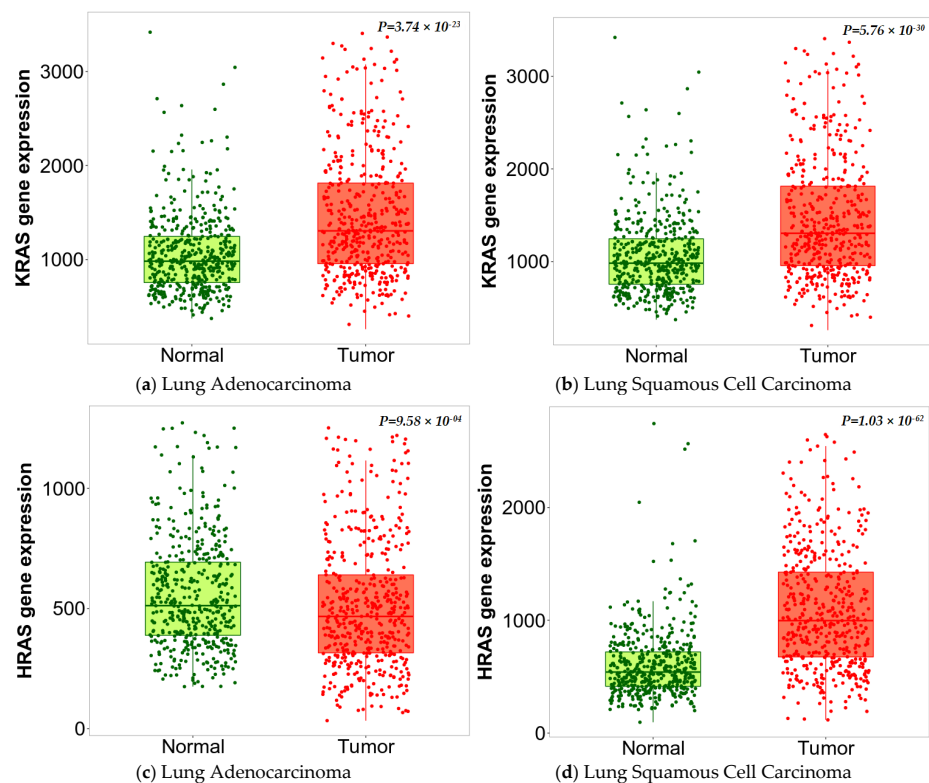 P=3.74 × 10-23
KRAS gene expression
3000
2000
1000
Normal
Tumor
(a) Lung Adenocarcinoma
P=5.76 × 10-30
KRAS gene expression
3000
2000
1000
Normal
Tumor
(b) Lung Squamous Cell Carcinoma
P=9.58 × 10-04
HRAS gene expression
1000
500
0
Normal
Tumor
(c) Lung Adenocarcinoma
P=1.03 × 10-62
HRAS gene expression
2000
1000
0
Normal
Tumor
(d) Lung Squamous Cell Carcinoma